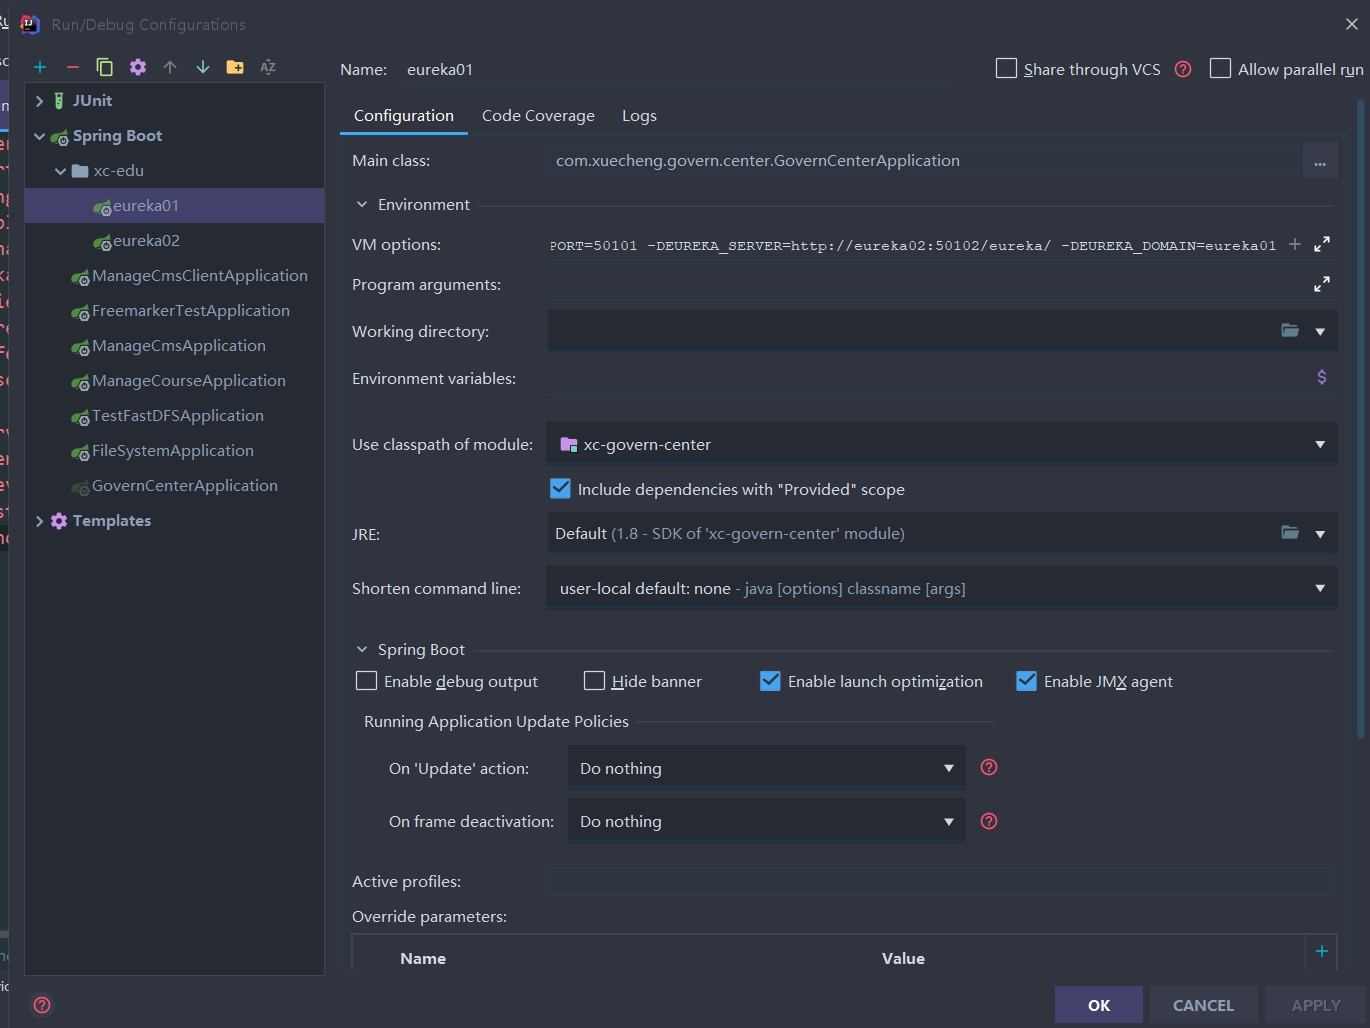 Run/Debug Configurations
Name: eureka01
Share through VCS
Allow parallel run
JUnit
Spring Boot
xc-edu
eureka01
eureka02
ManageCmsClientApplication
FreemarkerTestApplication
ManageCmsApplication
ManageCourseApplication
TestFastDFSApplication
FileSystemApplication
GovernCenterApplication
Templates
Configuration Code Coverage Logs
Main class: com.xuecheng.govern.center.GovernCenterApplication ...
Environment
VM options: PORT=50101 -DEUREKA_SERVER=http://eureka02:50102/eureka/ -DEUREKA_DOMAIN=eureka01
Program arguments:
Working directory:
Environment variables:
Use classpath of module: xc-govern-center
Include dependencies with "Provided" scope
JRE: Default (1.8 - SDK of 'xc-govern-center' module)
Shorten command line: user-local default: none - java [options] classname [args]
Spring Boot
Enable debug output Hide banner Enable launch optimization Enable JMX agent
Running Application Update Policies
On 'Update' action: Do nothing
On frame deactivation: Do nothing
Active profiles:
Override parameters:
Name Value
OK CANCEL APPLY